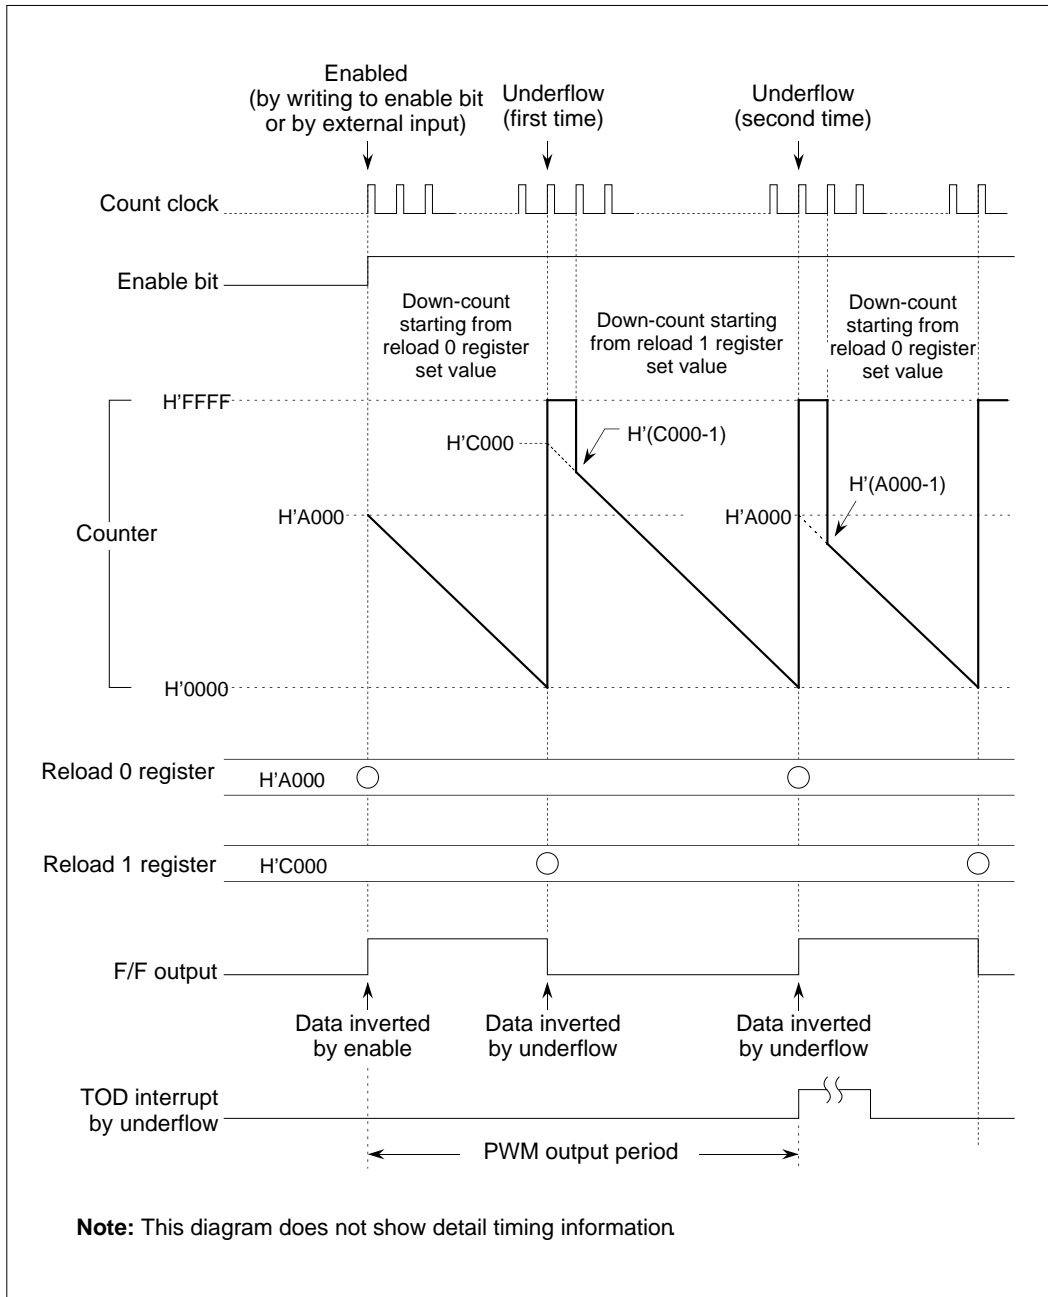 Enabled
(by writing to enable bit
or by external input)
Underflow
(first time)
Underflow
(second time)
Count clock
Enable bit
Down-count
starting from
reload 0 register
set value
Down-count starting
from reload 1 register
set value
Down-count
starting from
reload 0 register
set value
H'FFFF
H'C000
H'(C000-1)
H'(A000-1)
H'A000
H'A000
Counter
H'0000
Reload 0 register
H'A000
Reload 1 register
H'C000
F/F output
Data inverted
by enable
Data inverted
by underflow
Data inverted
by underflow
TOD interrupt
by underflow
PWM output period
Note: This diagram does not show detail timing information.